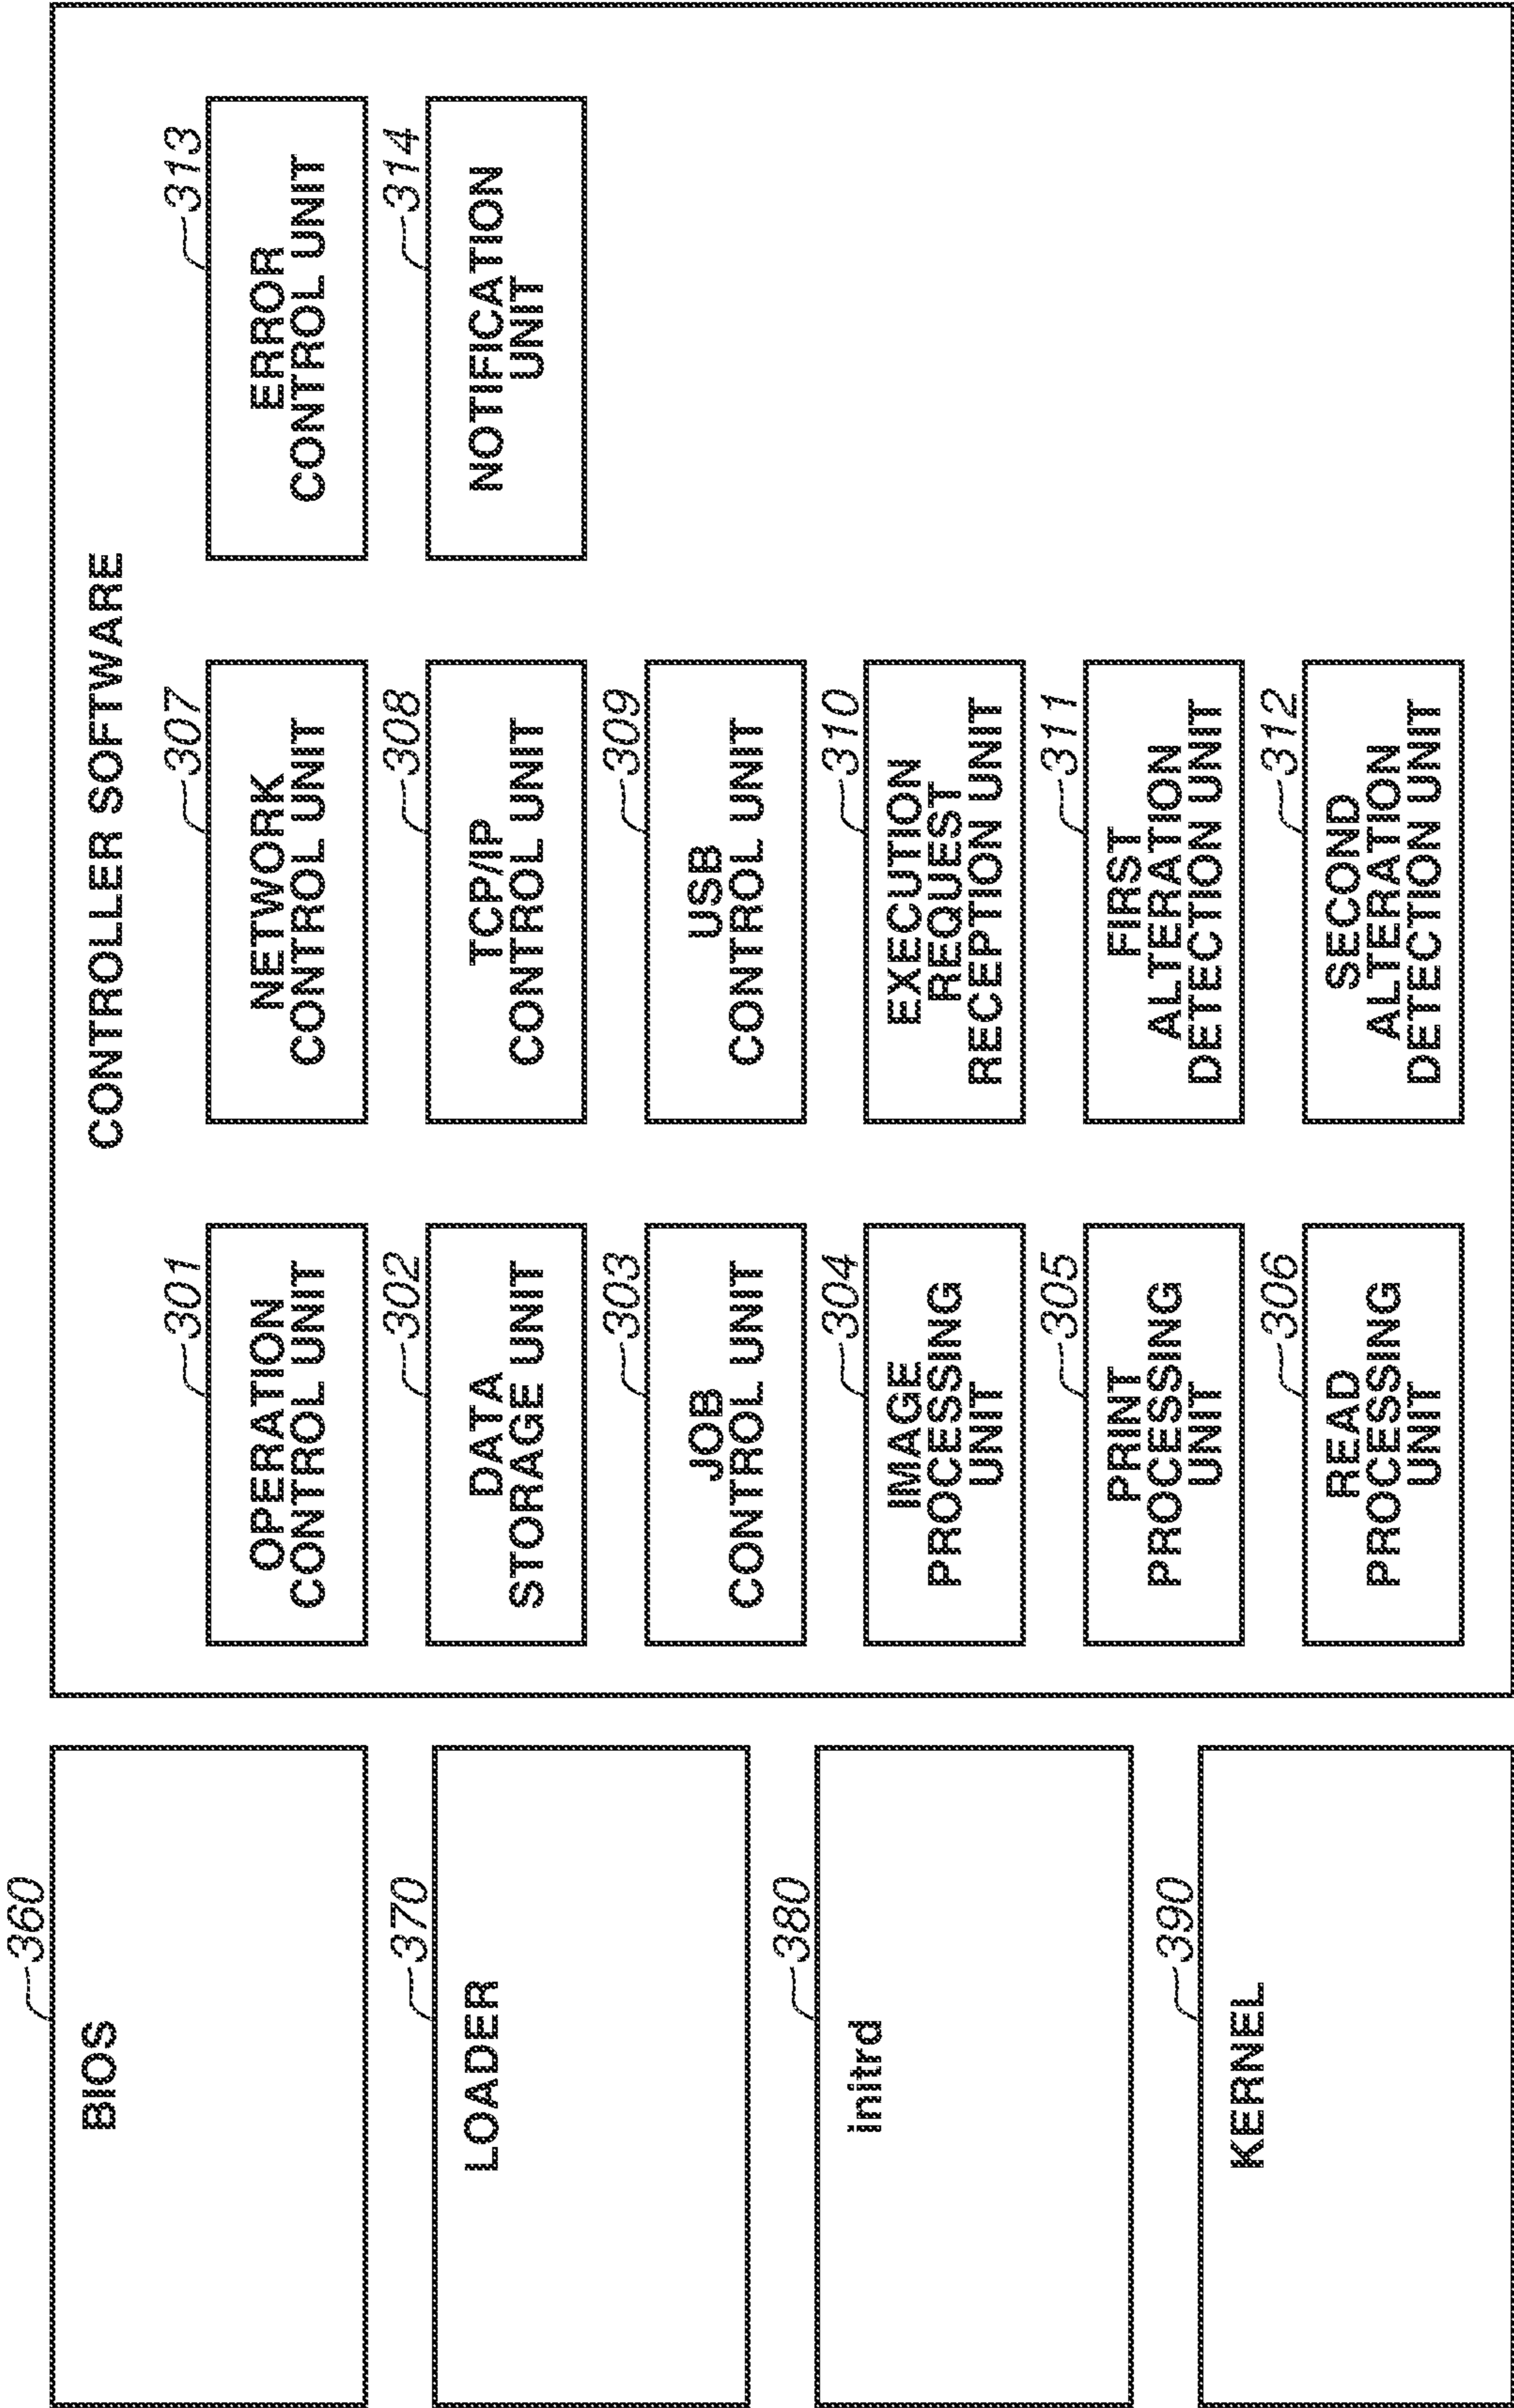 360
BIOS
370
LOADER
380
initrd
390
KERNEL
CONTROLLER SOFTWARE
301
OPERATION
CONTROL UNIT
302
DATA
STORAGE UNIT
303
JOB
CONTROL UNIT
304
IMAGE
PROCESSING
UNIT
305
PRINT
PROCESSING
UNIT
306
READ
PROCESSING
UNIT
307
NETWORK
CONTROL UNIT
308
TCP/IP
CONTROL UNIT
309
USB
CONTROL UNIT
310
EXECUTION
REQUEST
RECEPTION UNIT
311
FIRST
ALTERATION
DETECTION UNIT
312
SECOND
ALTERATION
DETECTION UNIT
313
ERROR
CONTROL UNIT
314
NOTIFICATION
UNIT